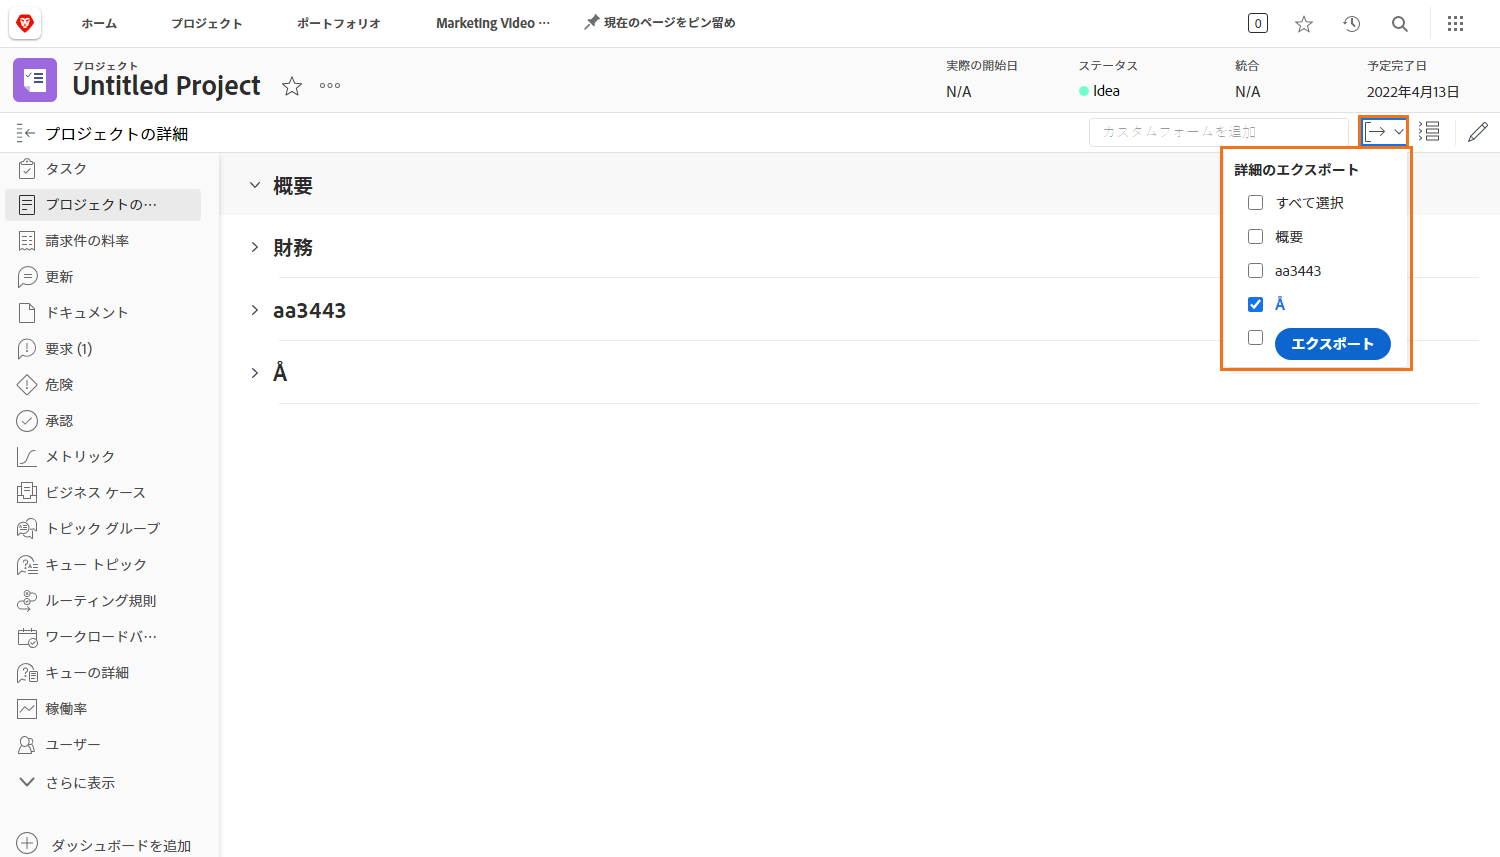 ホーム
プロジェクト
ポートフォリオ
Marketing Video ···
現在のページをピン留め
0
プロジェクト
Untitled Project
実際の開始日
N/A
ステータス
Idea
統合
N/A
予定完了日
2022年4月13日
プロジェクトの詳細
カスタムフォームを追加
タスク
プロジェクトの···
請求件の料率
更新
ドキュメント
要求 (1)
危険
承認
メトリック
ビジネス ケース
トピック グループ
キュー トピック
ルーティング規則
ワークロードバ···
キューの詳細
稼働率
ユーザー
さらに表示
ダッシュボードを追加
概要
財務
aa3443
Å
詳細のエクスポート
すべて選択
概要
aa3443
Å
エクスポート